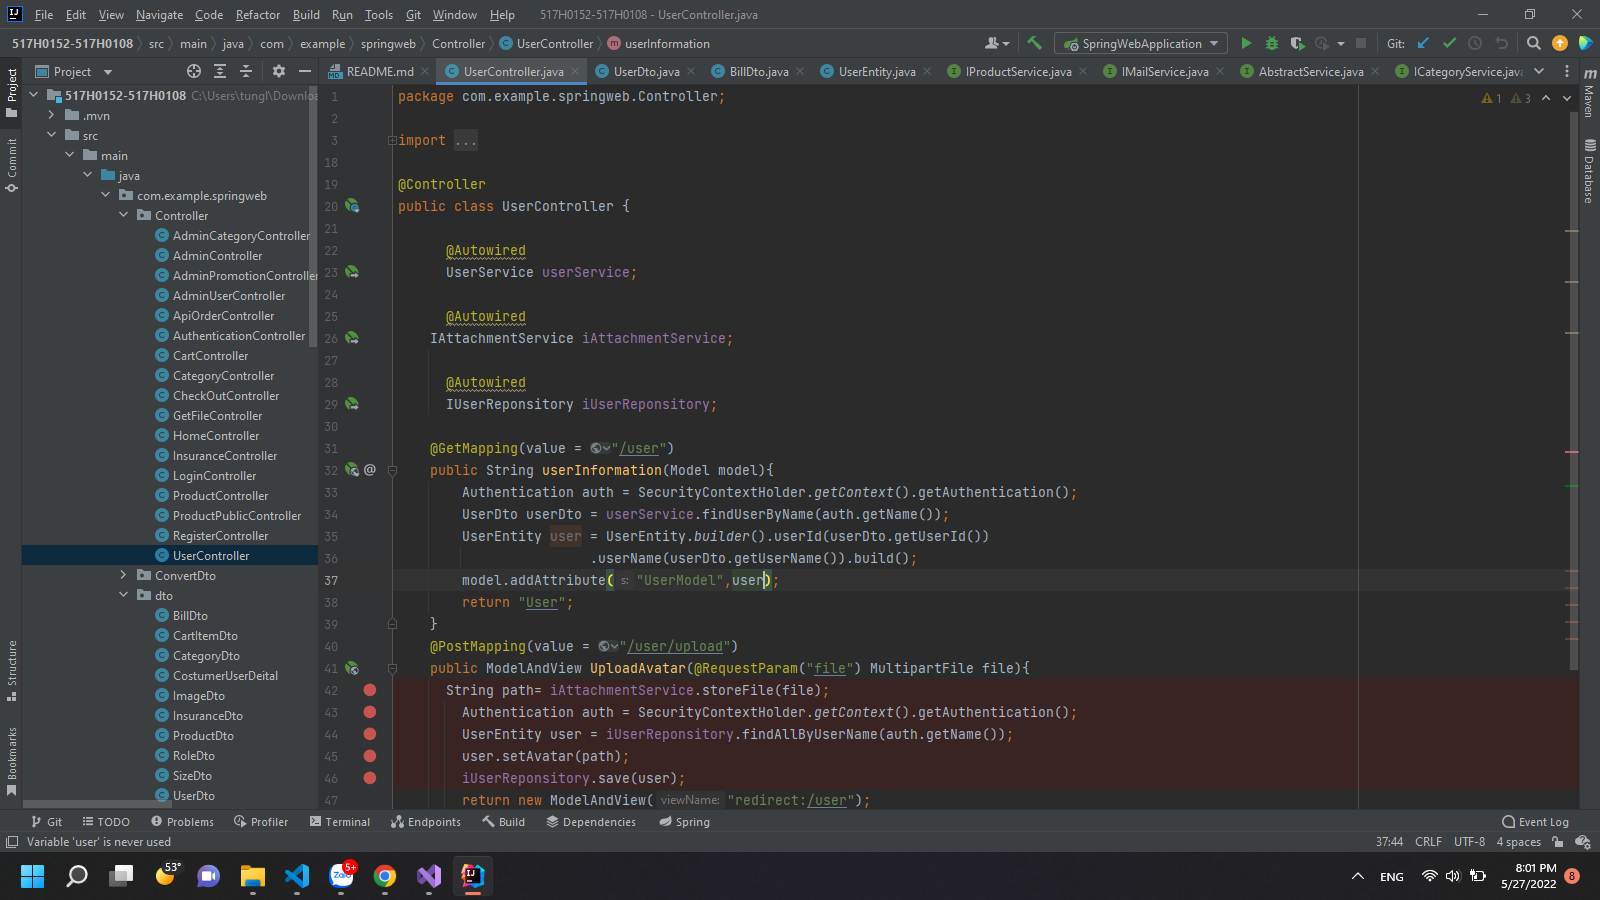 File Edit View Navigate Code Refactor Build Run Tools Git Window Help 517H0152-517H0108 - UserController.java
517H0152-517H0108 src main java com example springweb Controller UserController userInformation SpringWebApplication Git:
Project README.md UserController.java UserDto.java BillDto.java UserEntity.java IProductService.java IMailService.java AbstractService.java ICategoryService.java
Project
Commit
Structure
Bookmarks
517H0152-517H0108 C:\Users\tungl\Downlo
.mvn
src
main
java
com.example.springweb
Controller
AdminCategoryController
AdminController
AdminPromotionController
AdminUserController
ApiOrderController
AuthenticationController
CartController
CategoryController
CheckOutController
GetFileController
HomeController
InsuranceController
LoginController
ProductController
ProductPublicController
RegisterController
UserController
ConvertDto
dto
BillDto
CartItemDto
CategoryDto
CostumerUserDeital
ImageDto
InsuranceDto
ProductDto
RoleDto
SizeDto
UserDto
1 package com.example.springweb.Controller;
2
3 import ...
18
19 @Controller
20 public class UserController {
21
22 @Autowired
23 UserService userService;
24
25 @Autowired
26 IAttachmentService iAttachmentService;
27
28 @Autowired
29 IUserReponsitory iUserReponsitory;
30
31 @GetMapping(value = "/user")
32 @ public String userInformation(Model model){
33 Authentication auth = SecurityContextHolder.getContext().getAuthentication();
34 UserDto userDto = userService.findUserByName(auth.getName());
35 UserEntity user = UserEntity.builder().userId(userDto.getUserId())
36 .userName(userDto.getUserName()).build();
37 model.addAttribute( s: "UserModel",user);
38 return "User";
39 }
40 @PostMapping(value = "/user/upload")
41 public ModelAndView UploadAvatar(@RequestParam("file") MultipartFile file){
42 String path= iAttachmentService.storeFile(file);
43 Authentication auth = SecurityContextHolder.getContext().getAuthentication();
44 UserEntity user = iUserReponsitory.findAllByUserName(auth.getName());
45 user.setAvatar(path);
46 iUserReponsitory.save(user);
47 return new ModelAndView( viewName: "redirect:/user");
1 3
Maven
Database
Git TODO Problems Profiler Terminal Endpoints Build Dependencies Spring Event Log
Variable 'user' is never used 37:44 CRLF UTF-8 4 spaces
53° Zalo 5+ ENG 8:01 PM 8
5/27/2022